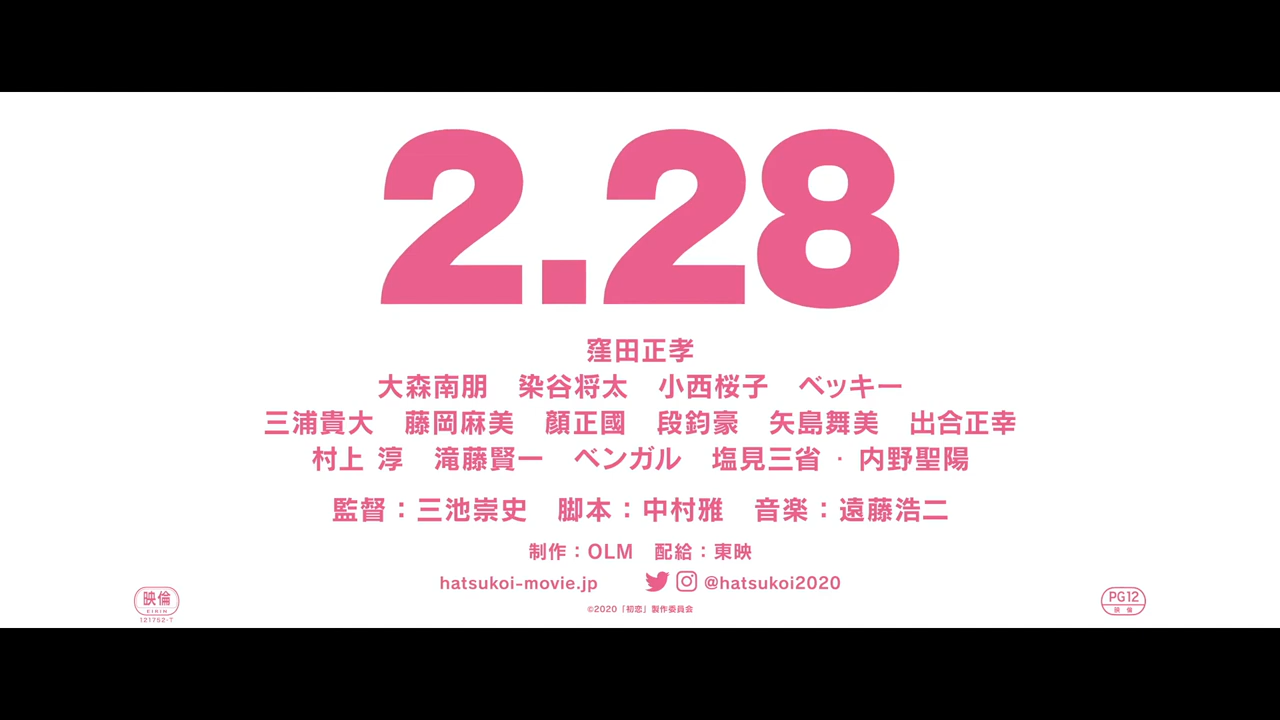 2.28
窪田正孝
大森南朋　染谷将太　小西桜子　ベッキー
三浦貴大　藤岡麻美　顏正國　段鈞豪　矢島舞美　出合正幸
村上 淳　滝藤賢一　ベンガル　塩見三省 · 内野聖陽
監督：三池崇史　脚本：中村雅　音楽：遠藤浩二
制作：OLM　配給：東映
hatsukoi-movie.jp　@hatsukoi2020
©2020「初恋」製作委員会
映倫
EIRIN
121752-7
PG12
映倫